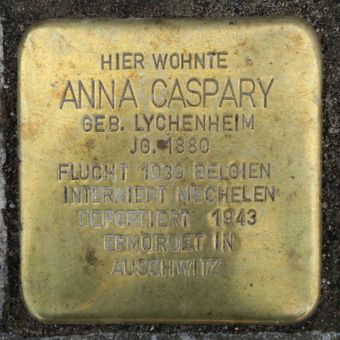 HIER WOHNTE
ANNA CASPARY
GEB. LYCHENHEIM
JG. 1880
FLUCHT 1939 BELGIEN
INTERNIERT MECHELEN
DEPORTIERT 1943
ERMORDET IN
AUSCHWITZ